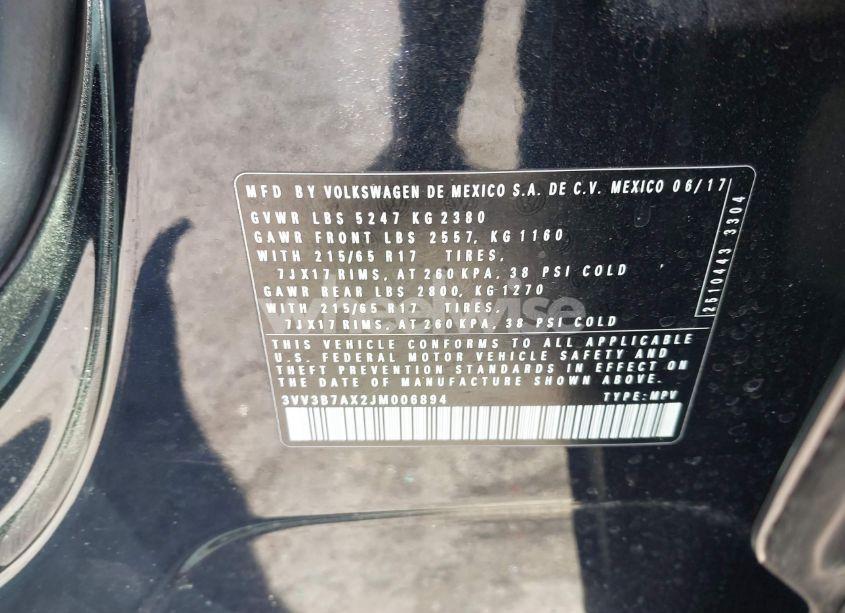 MFD BY VOLKSWAGEN DE MEXICO S.A. DE C.V. MEXICO 06/17
GVWR LBS 5247 KG 2380
GAWR FRONT LBS 2557, KG 1160
WITH 215/65 R17 TIRES,
7JX17 RIMS, AT 260 KPA, 38 PSI COLD
GAWR REAR LBS 2800, KG 1270
WITH 215/65 R17 TIRES,
7JX17 RIMS, AT 260 KPA, 38 PSI COLD
THIS VEHICLE CONFORMS TO ALL APPLICABLE
U.S. FEDERAL MOTOR VEHICLE SAFETY AND
THEFT PREVENTION STANDARDS IN EFFECT ON
THE DATE OF MANUFACTURE SHOWN ABOVE.
3VV3B7AX2JM006894 TYPE: MPV
2610443 3304